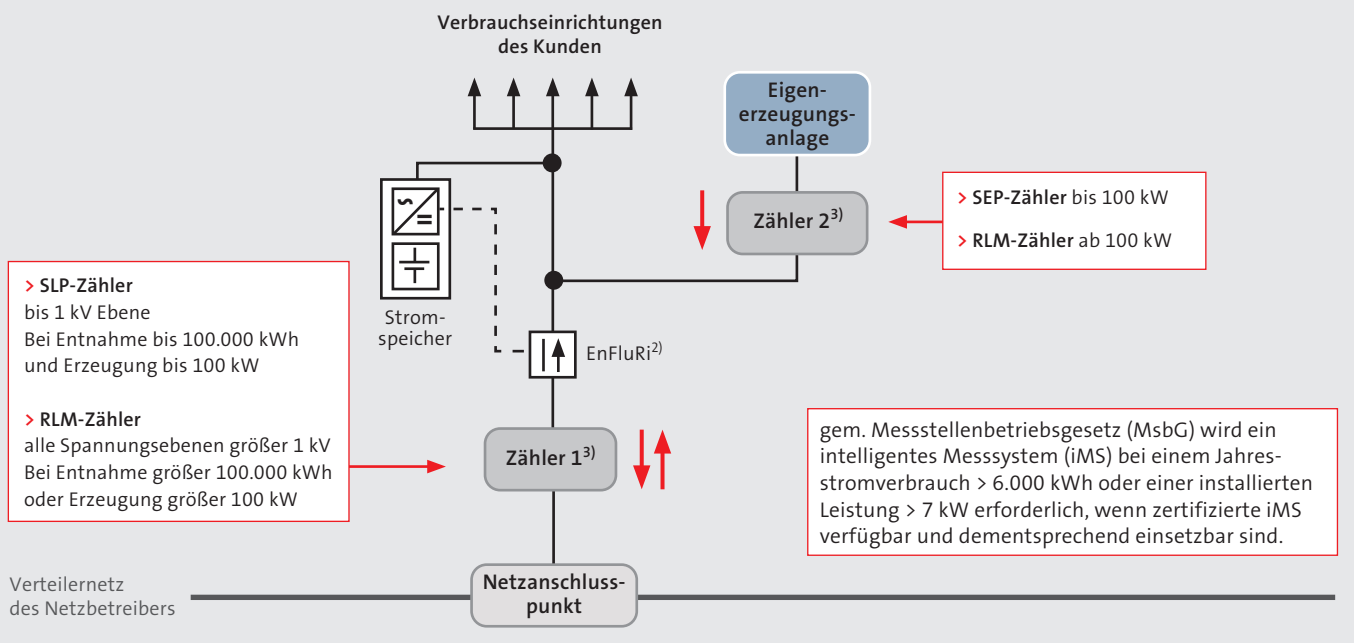 Verbrauchseinrichtungen
des Kunden
Eigen-
erzeugungs-
anlage
> SEP-Zähler bis 100 kW
> RLM-Zähler ab 100 kW
Zähler 2³⁾
> SLP-Zähler
bis 1 kV Ebene
Bei Entnahme bis 100.000 kWh
und Erzeugung bis 100 kW
> RLM-Zähler
alle Spannungsebenen größer 1 kV
Bei Entnahme größer 100.000 kWh
oder Erzeugung größer 100 kW
Strom-
speicher
EnFluRi²⁾
Zähler 1³⁾
gem. Messstellenbetriebsgesetz (MsbG) wird ein
intelligentes Messsystem (iMS) bei einem Jahres-
stromverbrauch > 6.000 kWh oder einer installierten
Leistung > 7 kW erforderlich, wenn zertifizierte iMS
verfügbar und dementsprechend einsetzbar sind.
Verteilernetz
des Netzbetreibers
Netzanschluss-
punkt